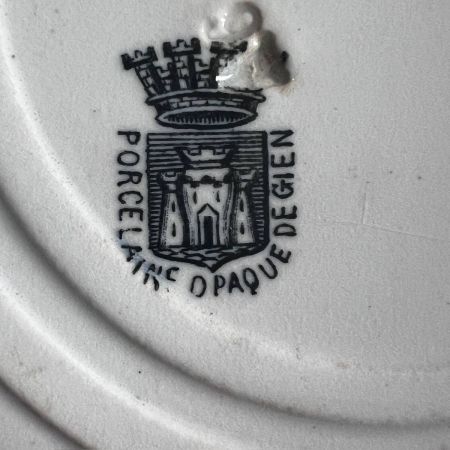 PORCELAINE OPAQUE DE GIEN